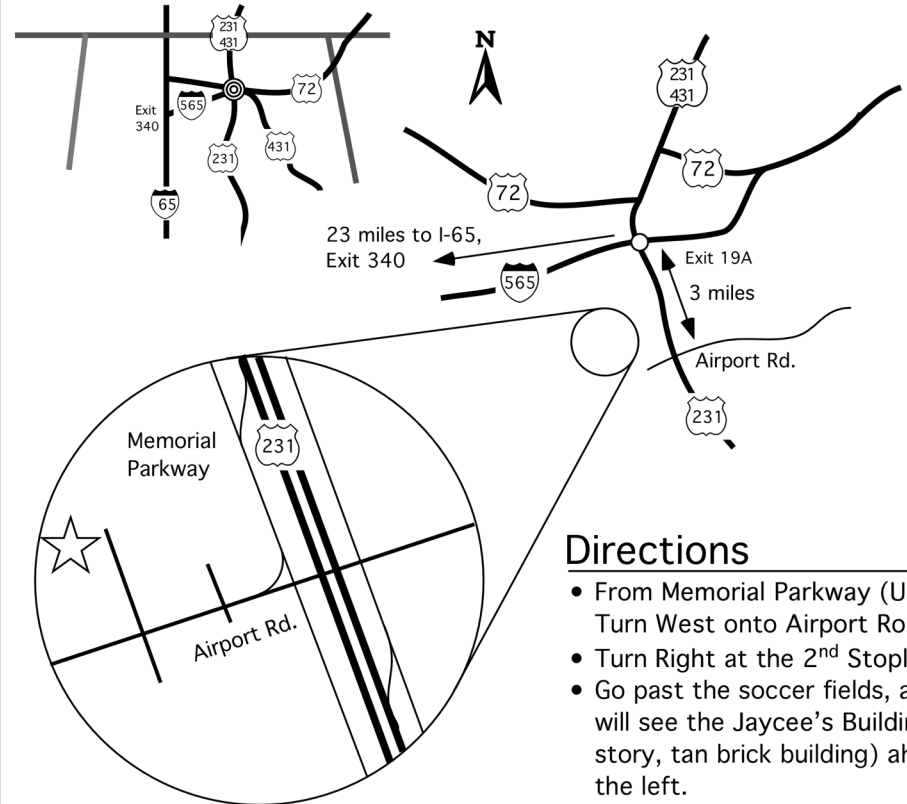 231
431
72
565
Exit
340
231
431
65
N
231
431
72
72
23 miles to I-65,
Exit 340
Exit 19A
565
3 miles
Airport Rd.
231
Memorial
Parkway
231
Airport Rd.
Directions
• From Memorial Parkway (U
Turn West onto Airport Ro
• Turn Right at the 2nd Stopl
• Go past the soccer fields, a
will see the Jaycee's Buildin
story, tan brick building) ah
the left.